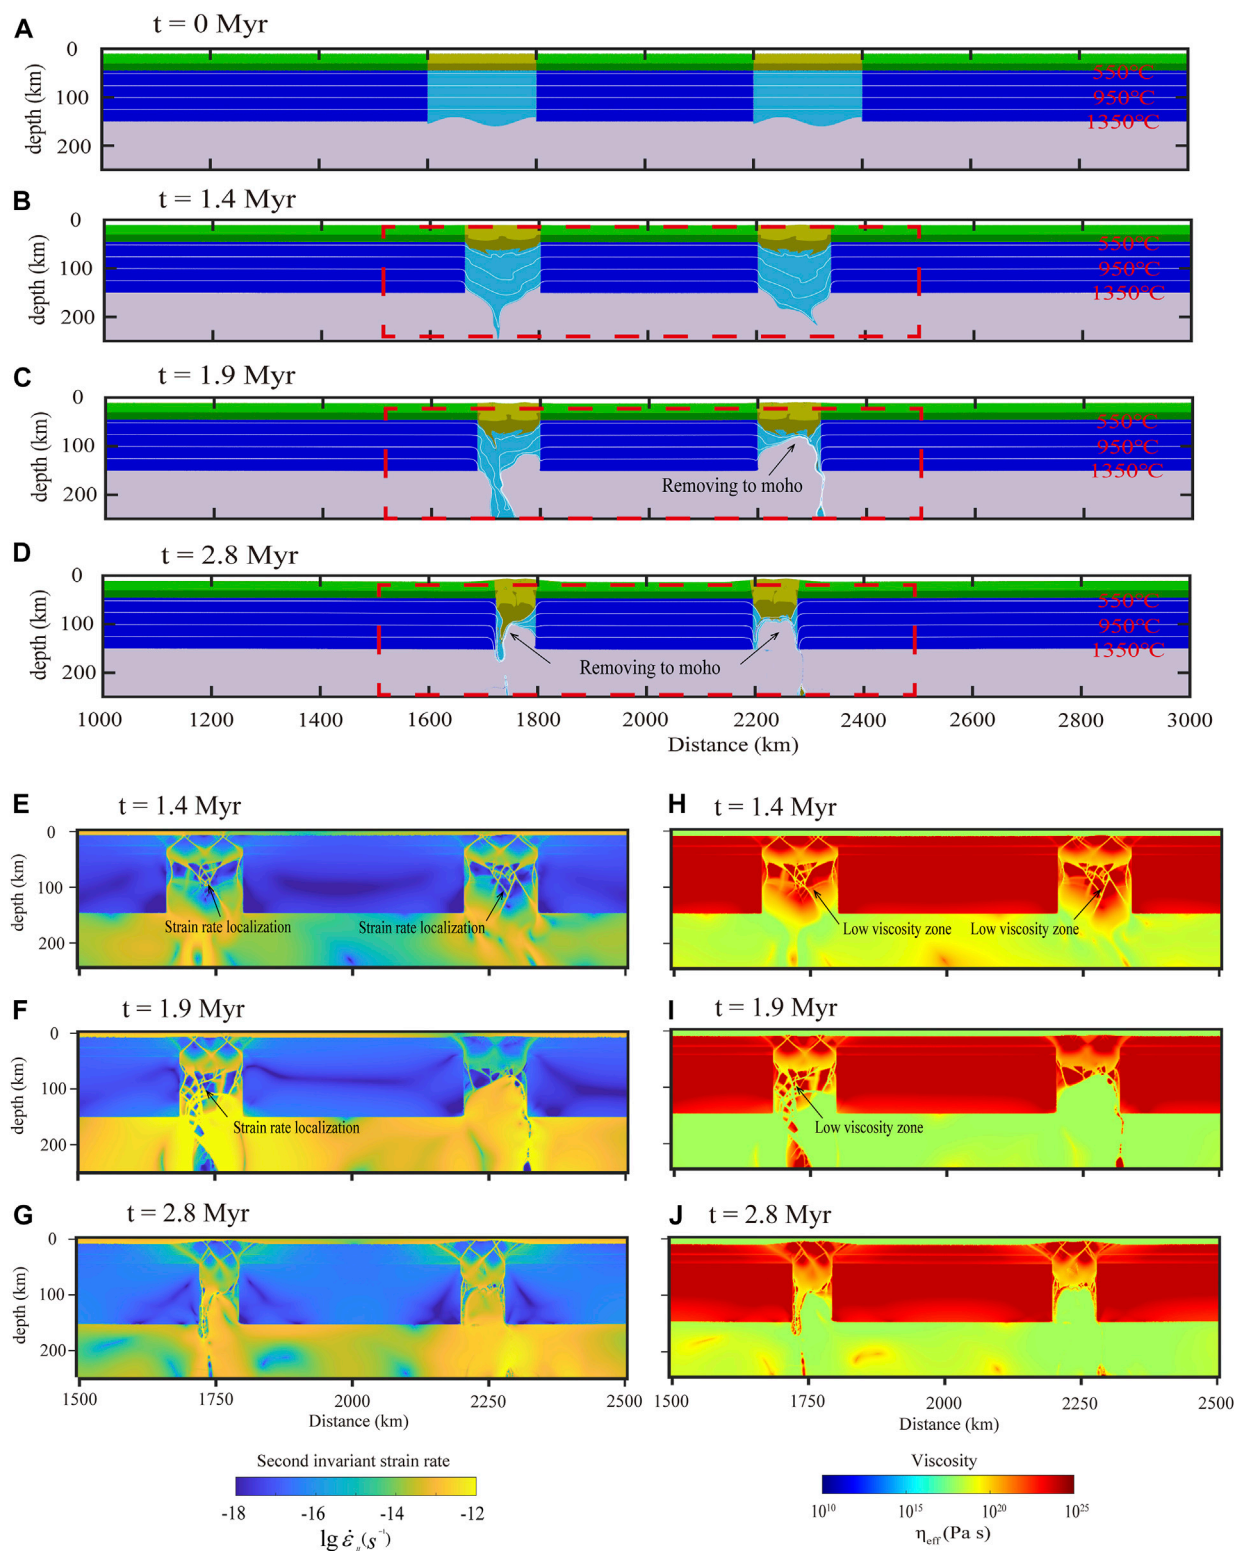 A
t = 0 Myr
0
100
200
depth (km)
550°C
950°C
1350°C
B
t = 1.4 Myr
0
100
200
depth (km)
550°C
950°C
1350°C
C
t = 1.9 Myr
0
100
200
depth (km)
550°C
950°C
1350°C
Removing to moho
D
t = 2.8 Myr
0
100
200
depth (km)
550°C
950°C
1350°C
Removing to moho
1000 1200 1400 1600 1800 2000 2200 2400 2600 2800 3000
Distance (km)
E
t = 1.4 Myr
0
100
200
depth (km)
Strain rate localization
Strain rate localization
H
t = 1.4 Myr
Low viscosity zone
Low viscosity zone
F
t = 1.9 Myr
0
100
200
depth (km)
Strain rate localization
I
t = 1.9 Myr
Low viscosity zone
G
t = 2.8 Myr
0
100
200
depth (km)
1500 1750 2000 2250 2500
Distance (km)
J
t = 2.8 Myr
1500 1750 2000 2250 2500
Distance (km)
Second invariant strain rate
-18 -16 -14 -12
lg ε̇_II (s⁻¹)
Viscosity
10¹⁰ 10¹⁵ 10²⁰ 10²⁵
η_eff (Pa s)